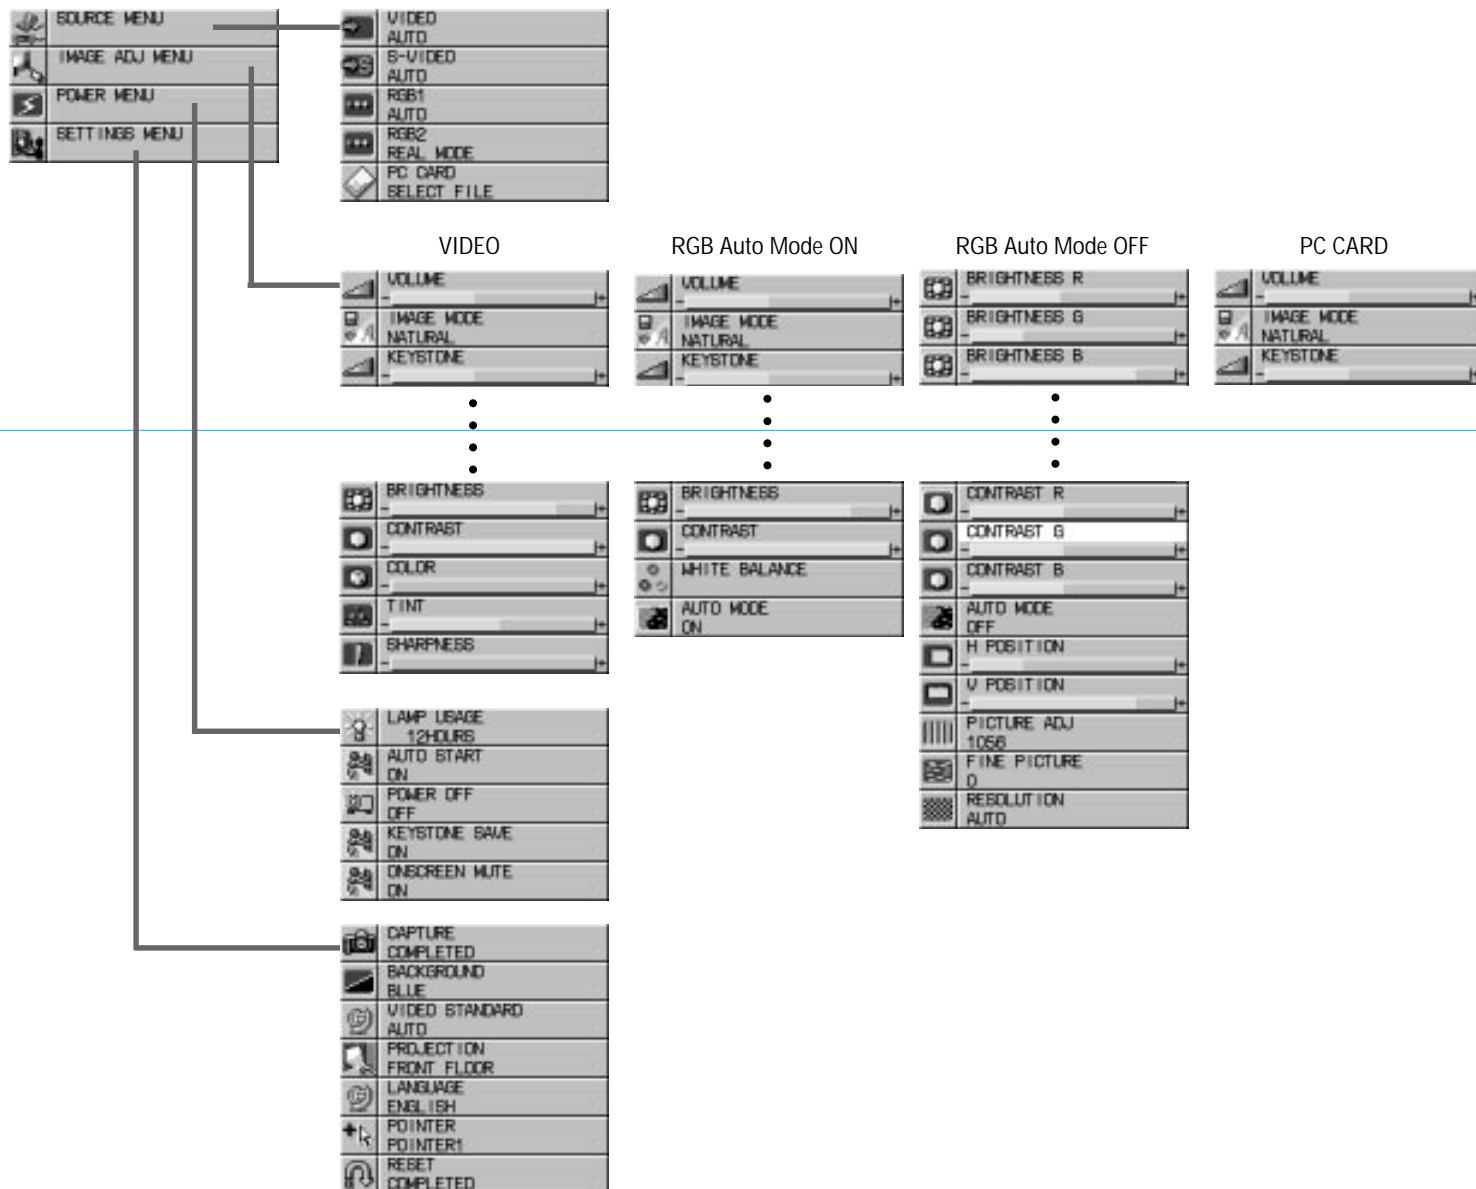 SOURCE MENU
IMAGE ADJ MENU
POWER MENU
SETTINGS MENU
VIDEO
AUTO
S-VIDEO
AUTO
RGB1
AUTO
RGB2
REAL MODE
PC CARD
SELECT FILE
VIDEO
VOLUME
- +
IMAGE MODE
NATURAL
KEYSTONE
- +
BRIGHTNESS
- +
CONTRAST
- +
COLOR
- +
TINT
- +
SHARPNESS
- +
RGB Auto Mode ON
VOLUME
- +
IMAGE MODE
NATURAL
KEYSTONE
- +
BRIGHTNESS
- +
CONTRAST
- +
WHITE BALANCE
AUTO MODE
ON
RGB Auto Mode OFF
BRIGHTNESS R
- +
BRIGHTNESS G
- +
BRIGHTNESS B
- +
CONTRAST R
- +
CONTRAST G
- +
CONTRAST B
- +
AUTO MODE
OFF
H POSITION
- +
V POSITION
- +
PICTURE ADJ
1056
FINE PICTURE
0
RESOLUTION
AUTO
PC CARD
VOLUME
- +
IMAGE MODE
NATURAL
KEYSTONE
- +
LAMP USAGE
12HOURS
AUTO START
ON
POWER OFF
OFF
KEYSTONE SAVE
ON
ONSCREEN MUTE
ON
CAPTURE
COMPLETED
BACKGROUND
BLUE
VIDEO STANDARD
AUTO
PROJECTION
FRONT FLOOR
LANGUAGE
ENGLISH
POINTER
POINTER1
RESET
COMPLETED